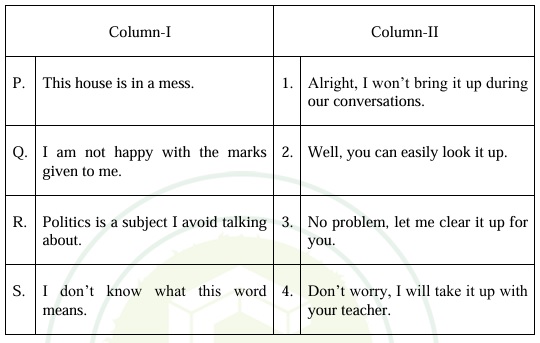 Column-I Column-II
P. This house is in a mess. 1. Alright, I won't bring it up during
our conversations.
Q. I am not happy with the marks 2. Well, you can easily look it up.
given to me.
R. Politics is a subject I avoid talking 3. No problem, let me clear it up for
about. you.
S. I don't know what this word 4. Don't worry, I will take it up with
means. your teacher.